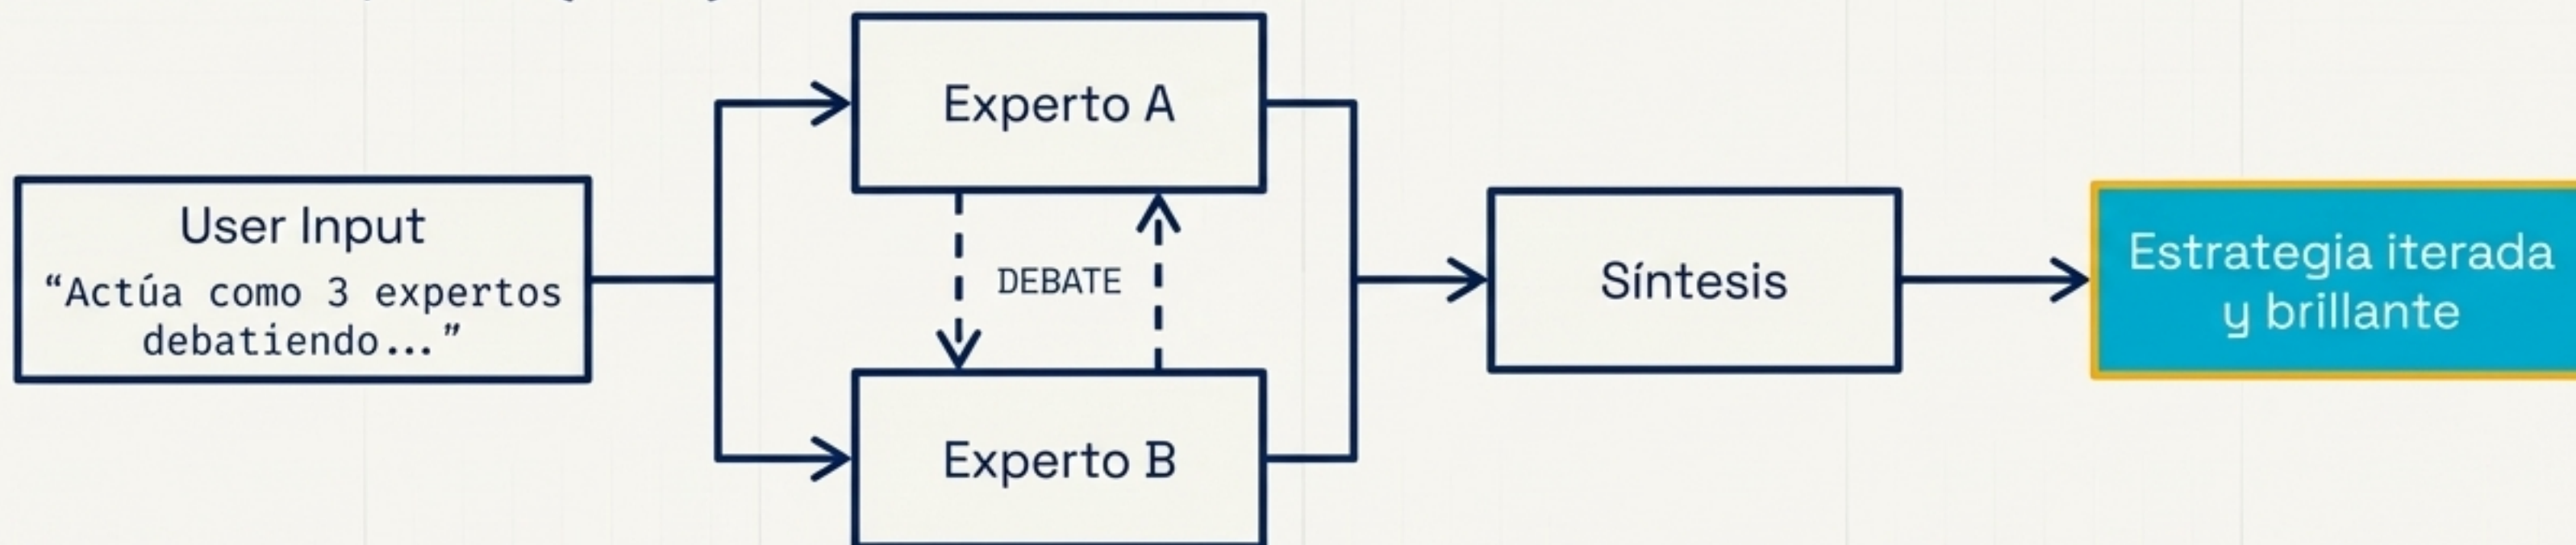 User Input
“Actúa como 3 expertos
debatiendo...”
Experto A
DEBATE
Experto B
Síntesis
Estrategia iterada
y brillante